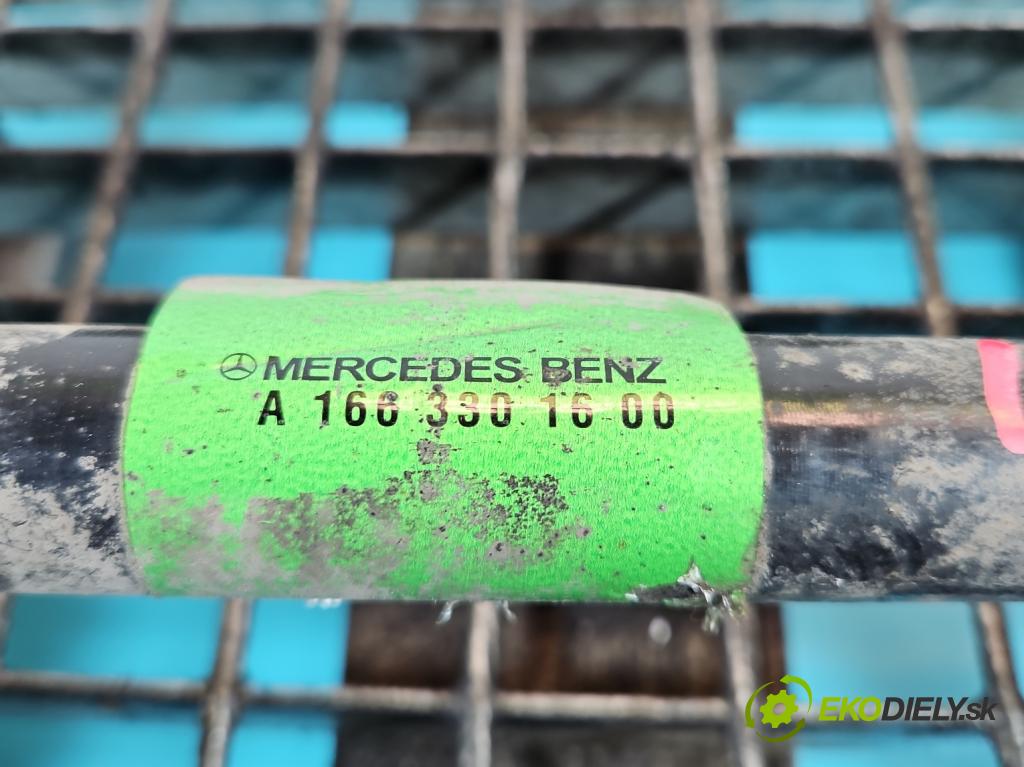 MERCEDES BENZ
A 166 330 16 00
EKODIELY.sk